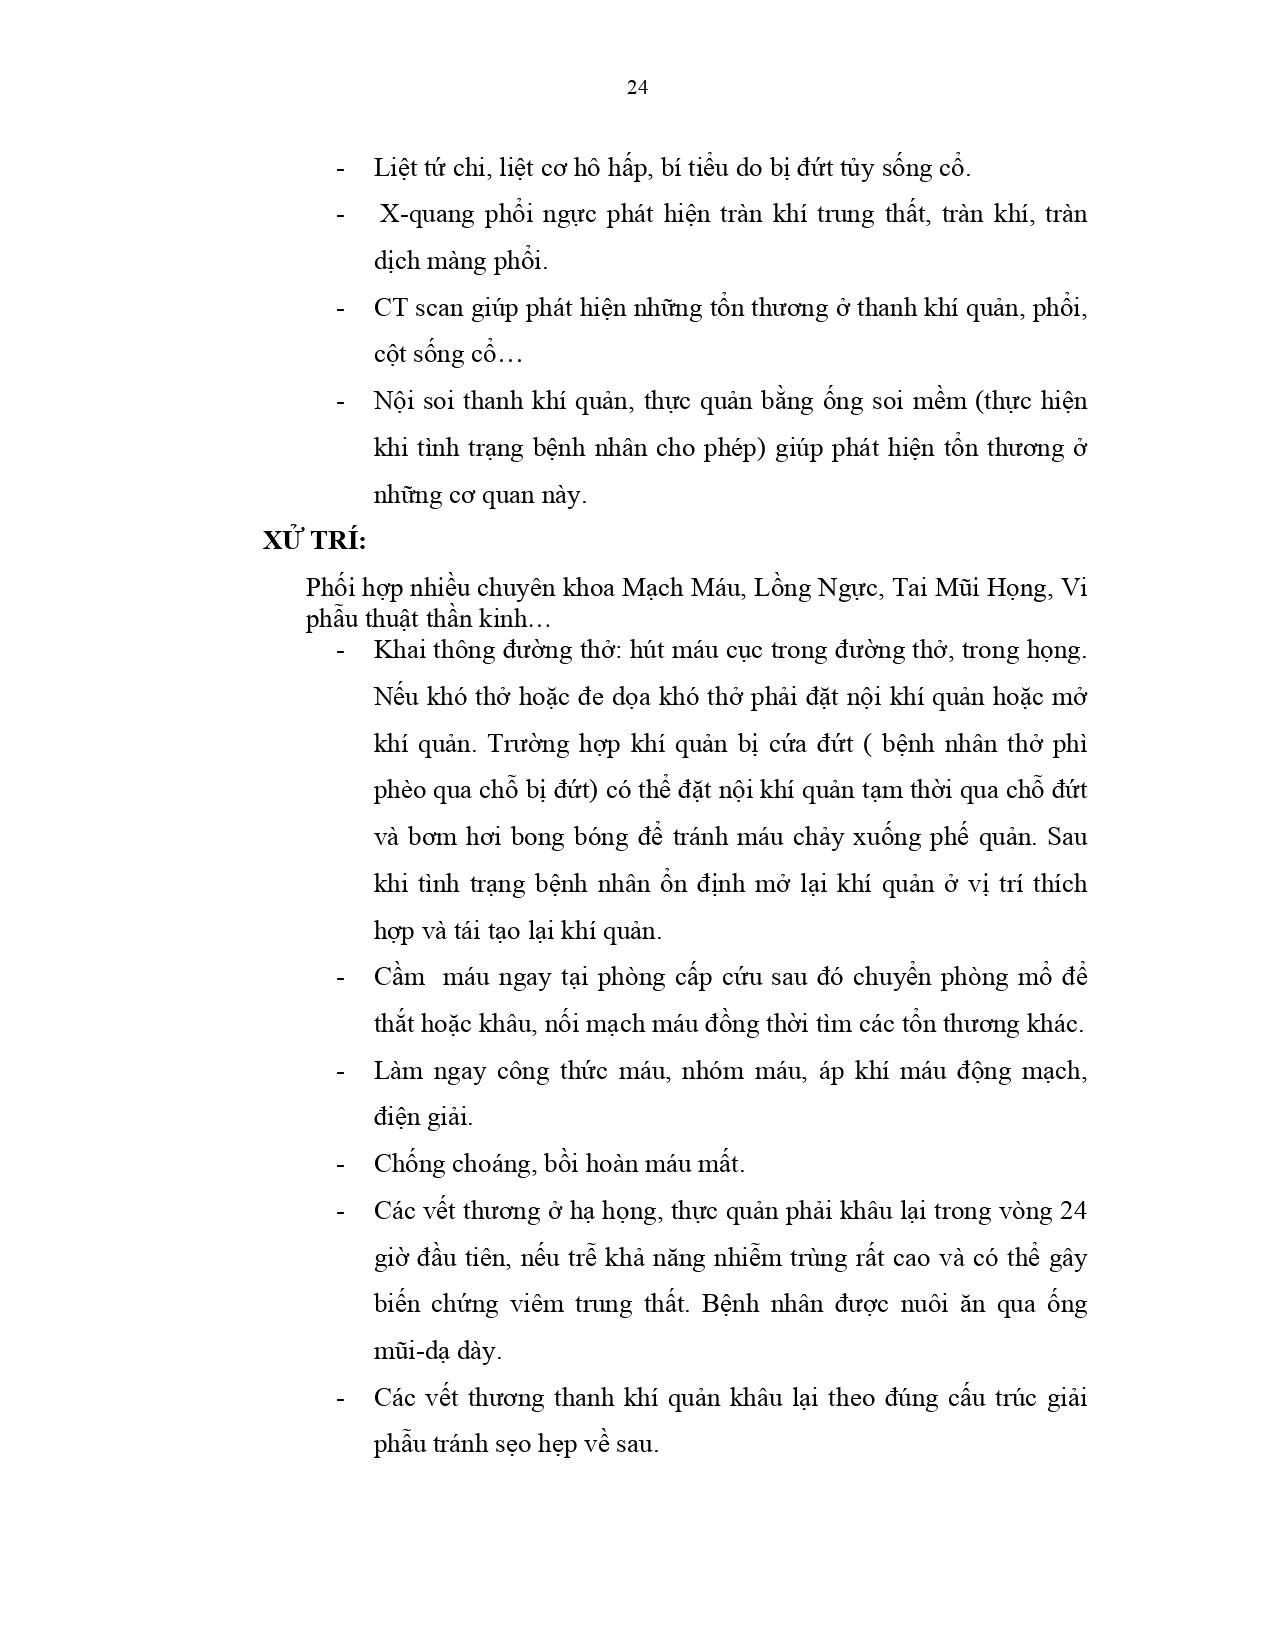 24
- Liệt tứ chi, liệt cơ hô hấp, bí tiểu do bị đứt tủy sống cổ.
- X-quang phổi ngực phát hiện tràn khí trung thất, tràn khí, tràn
dịch màng phổi.
- CT scan giúp phát hiện những tổn thương ở thanh khí quản, phổi,
cột sống cổ…
- Nội soi thanh khí quản, thực quản bằng ống soi mềm (thực hiện
khi tình trạng bệnh nhân cho phép) giúp phát hiện tổn thương ở
những cơ quan này.
XỬ TRÍ:
Phối hợp nhiều chuyên khoa Mạch Máu, Lồng Ngực, Tai Mũi Họng, Vi
phẫu thuật thần kinh…
- Khai thông đường thở: hút máu cục trong đường thở, trong họng.
Nếu khó thở hoặc đe dọa khó thở phải đặt nội khí quản hoặc mở
khí quản. Trường hợp khí quản bị cứa đứt ( bệnh nhân thở phì
phèo qua chỗ bị đứt) có thể đặt nội khí quản tạm thời qua chỗ đứt
và bơm hơi bong bóng để tránh máu chảy xuống phế quản. Sau
khi tình trạng bệnh nhân ổn định mở lại khí quản ở vị trí thích
hợp và tái tạo lại khí quản.
- Cầm  máu ngay tại phòng cấp cứu sau đó chuyển phòng mổ để
thắt hoặc khâu, nối mạch máu đồng thời tìm các tổn thương khác.
- Làm ngay công thức máu, nhóm máu, áp khí máu động mạch,
điện giải.
- Chống choáng, bồi hoàn máu mất.
- Các vết thương ở hạ họng, thực quản phải khâu lại trong vòng 24
giờ đầu tiên, nếu trễ khả năng nhiễm trùng rất cao và có thể gây
biến chứng viêm trung thất. Bệnh nhân được nuôi ăn qua ống
mũi-dạ dày.
- Các vết thương thanh khí quản khâu lại theo đúng cấu trúc giải
phẫu tránh sẹo hẹp về sau.